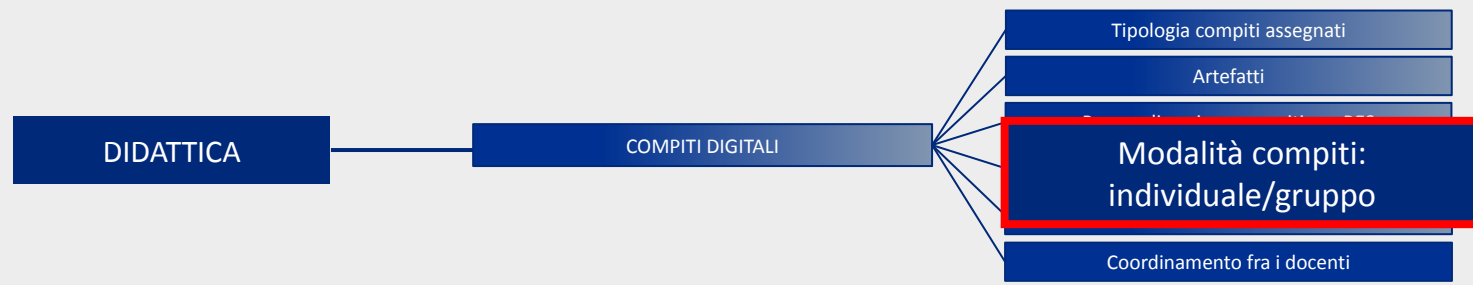 Tipologia compiti assegnati
Artefatti
DIDATTICA
COMPITI DIGITALI
Modalità compiti:
individuale/gruppo
Coordinamento fra i docenti